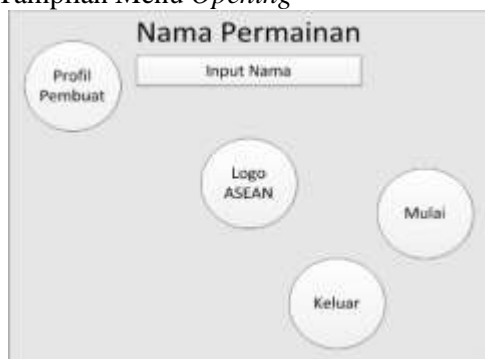 Tampilan Menu Opening
Nama Permainan
Input Nama
Profil
Pembuat
Logo
ASEAN
Mulai
Keluar